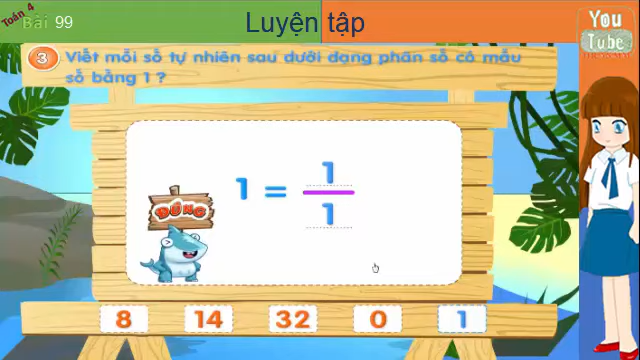 Toán 4
Bài 99
Luyện tập
You
Tube
3 Viết mỗi số tự nhiên sau dưới dạng phân số có mẫu
số bằng 1 ?
1 = 1
1
ĐÚNG
8 14 32 0 1